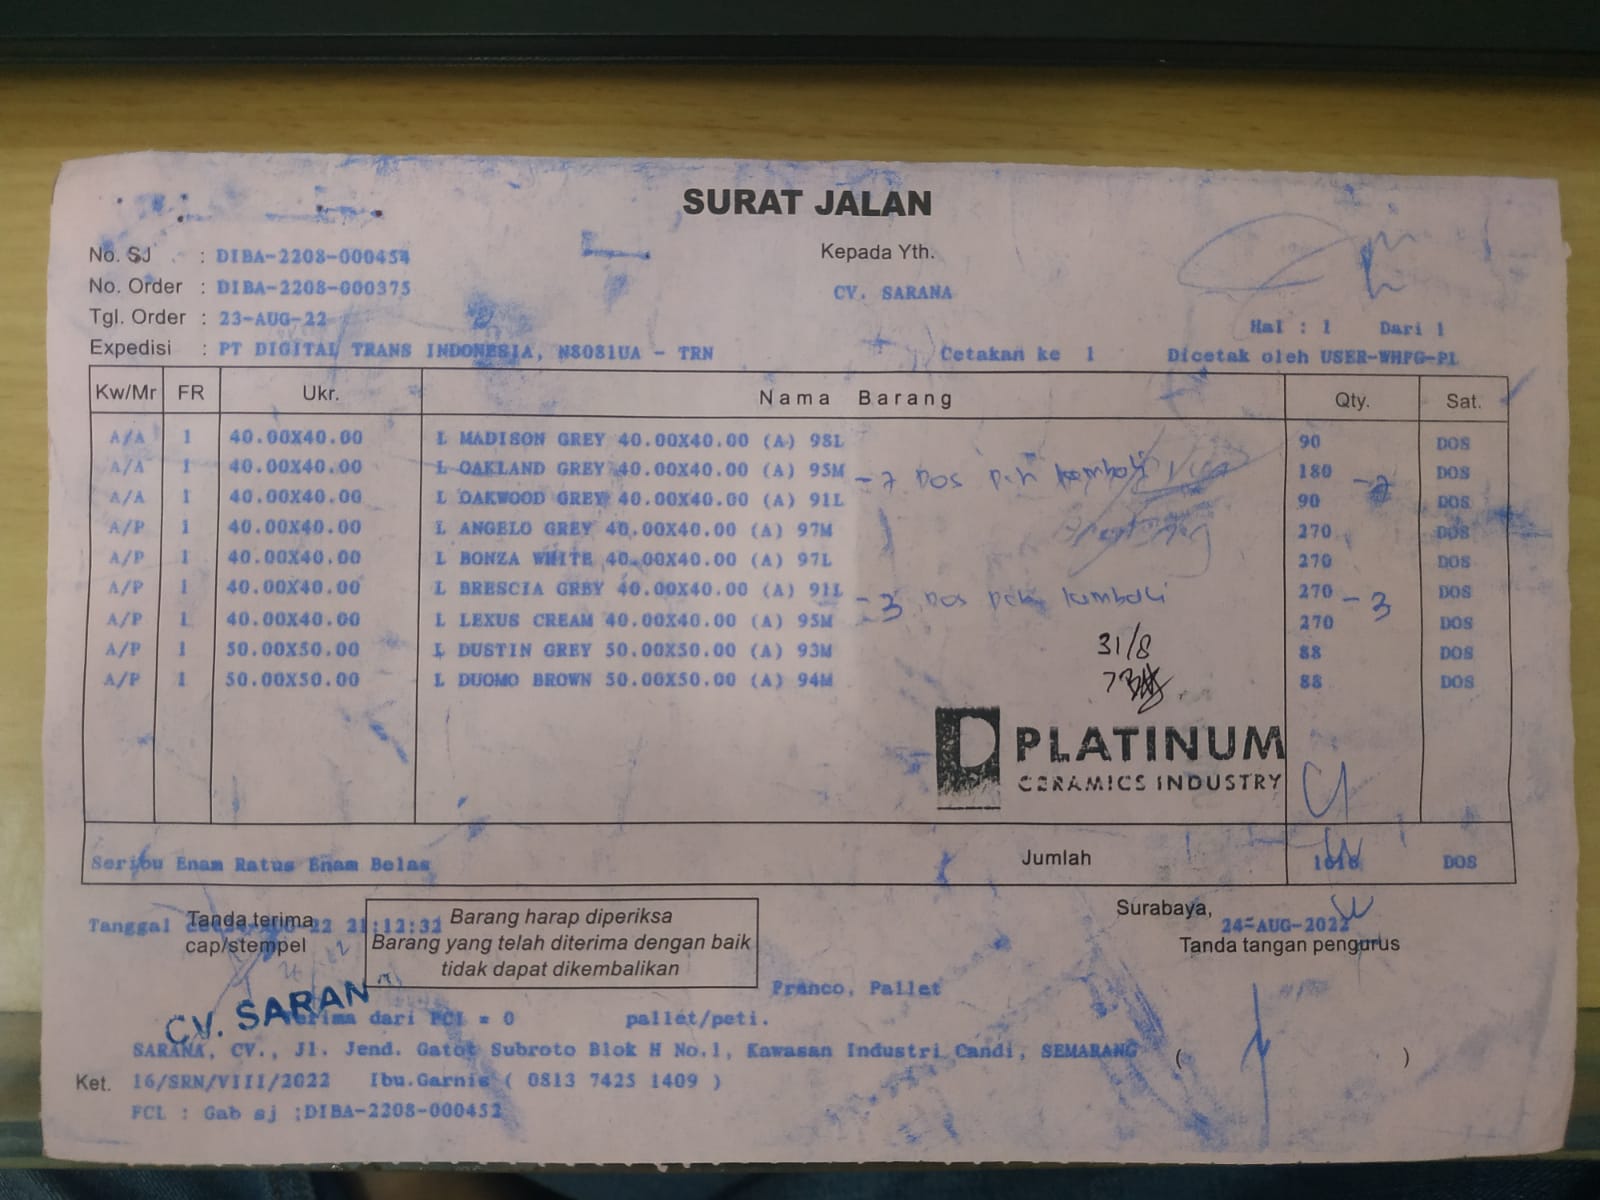 SURAT JALAN
No. SJ : DIBA-2208-000454
Kepada Yth.
No. Order : DIBA-2208-000375
CV. SARANA
Tgl. Order : 23-AUG-22
Hal : 1 Dari 1
Expedisi : PT DIGITAL TRANS INDONESIA, N8081UA - TRN Cetakan ke 1 Dicetak oleh USER-WHFG-P1
Kw/Mr FR Ukr. Nama Barang Qty. Sat.
A/A 1 40.00X40.00 L MADISON GREY 40.00X40.00 (A) 98L 90 DOS
A/A 1 40.00X40.00 L OAKLAND GREY 40.00X40.00 (A) 95M - 7 Dos kembali 180 -7 DOS
A/A 1 40.00X40.00 L OAKWOOD GREY 40.00X40.00 (A) 91L 90 DOS
A/P 1 40.00X40.00 L ANGELO GREY 40.00X40.00 (A) 97M 270 DOS
A/P 1 40.00X40.00 L BONZA WHITE 40.00X40.00 (A) 97L 270 DOS
A/P 1 40.00X40.00 L BRESCIA GREY 40.00X40.00 (A) 91L - 3 Dos kembali 270 - 3 DOS
A/P 1 40.00X40.00 L LEXUS CREAM 40.00X40.00 (A) 95M 270 DOS
A/P 1 50.00X50.00 L DUSTIN GREY 50.00X50.00 (A) 93M 88 DOS
31/8
A/P 1 50.00X50.00 L DUOMO BROWN 50.00X50.00 (A) 94M 88 DOS
PLATINUM
CERAMICS INDUSTRY
Seribu Enam Ratus Enam Belas Jumlah 1616 DOS
Tanggal 22 21:12:32
Tanda terima
cap/stempel
Barang harap diperiksa
Barang yang telah diterima dengan baik
tidak dapat dikembalikan
Surabaya, 24-AUG-2022
Tanda tangan pengurus
Franco, Pallet
CV. SARAN
erima dari PCI = 0 pallet/peti.
SARANA, CV., Jl. Jend. Gatot Subroto Blok H No.1, Kawasan Industri Candi, SEMARANG ( )
Ket. 16/SRN/VIII/2022 Ibu.Garnis ( 0813 7425 1409 )
FCL : Gab sj ;DIBA-2208-000452